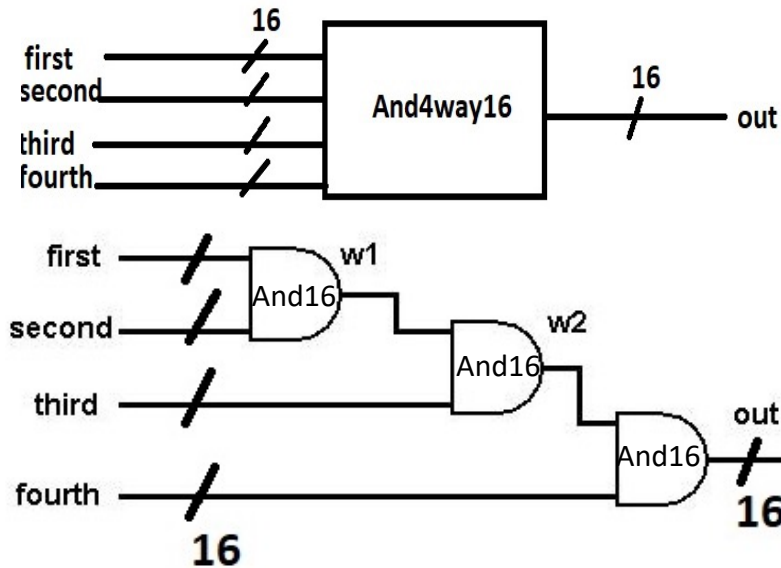 16
first
second
And4way16
16
out
third
fourth
first
w1
And16
second
w2
And16
third
out
And16
fourth
16
16